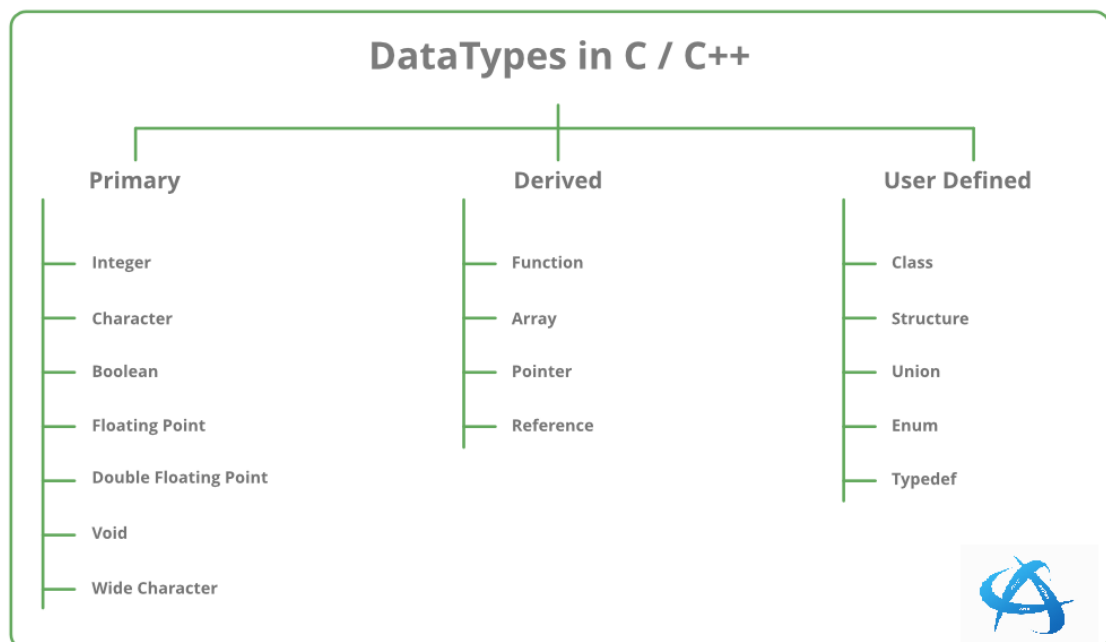 DataTypes in C / C++
Primary
Integer
Character
Boolean
Floating Point
Double Floating Point
Void
Wide Character
Derived
Function
Array
Pointer
Reference
User Defined
Class
Structure
Union
Enum
Typedef